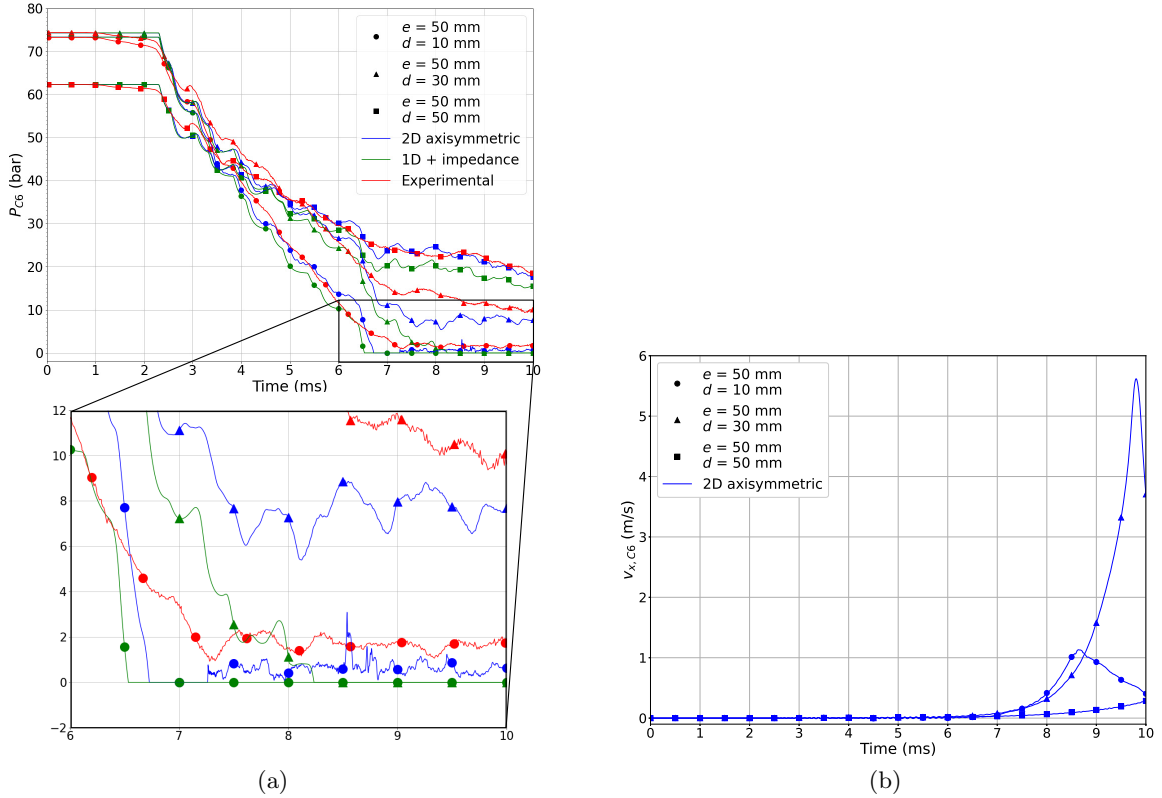 80
70
60
50
40
30
20
10
0
P_C6 (bar)
e = 50 mm
d = 10 mm
e = 50 mm
d = 30 mm
e = 50 mm
d = 50 mm
2D axisymmetric
1D + impedance
Experimental
0 1 2 3 4 5 6 7 8 9 10
Time (ms)
12
10
8
6
4
2
0
−2
6 7 8 9 10
(a)
6
5
4
3
2
1
0
v_x,C6 (m/s)
e = 50 mm
d = 10 mm
e = 50 mm
d = 30 mm
e = 50 mm
d = 50 mm
2D axisymmetric
0 1 2 3 4 5 6 7 8 9 10
Time (ms)
(b)